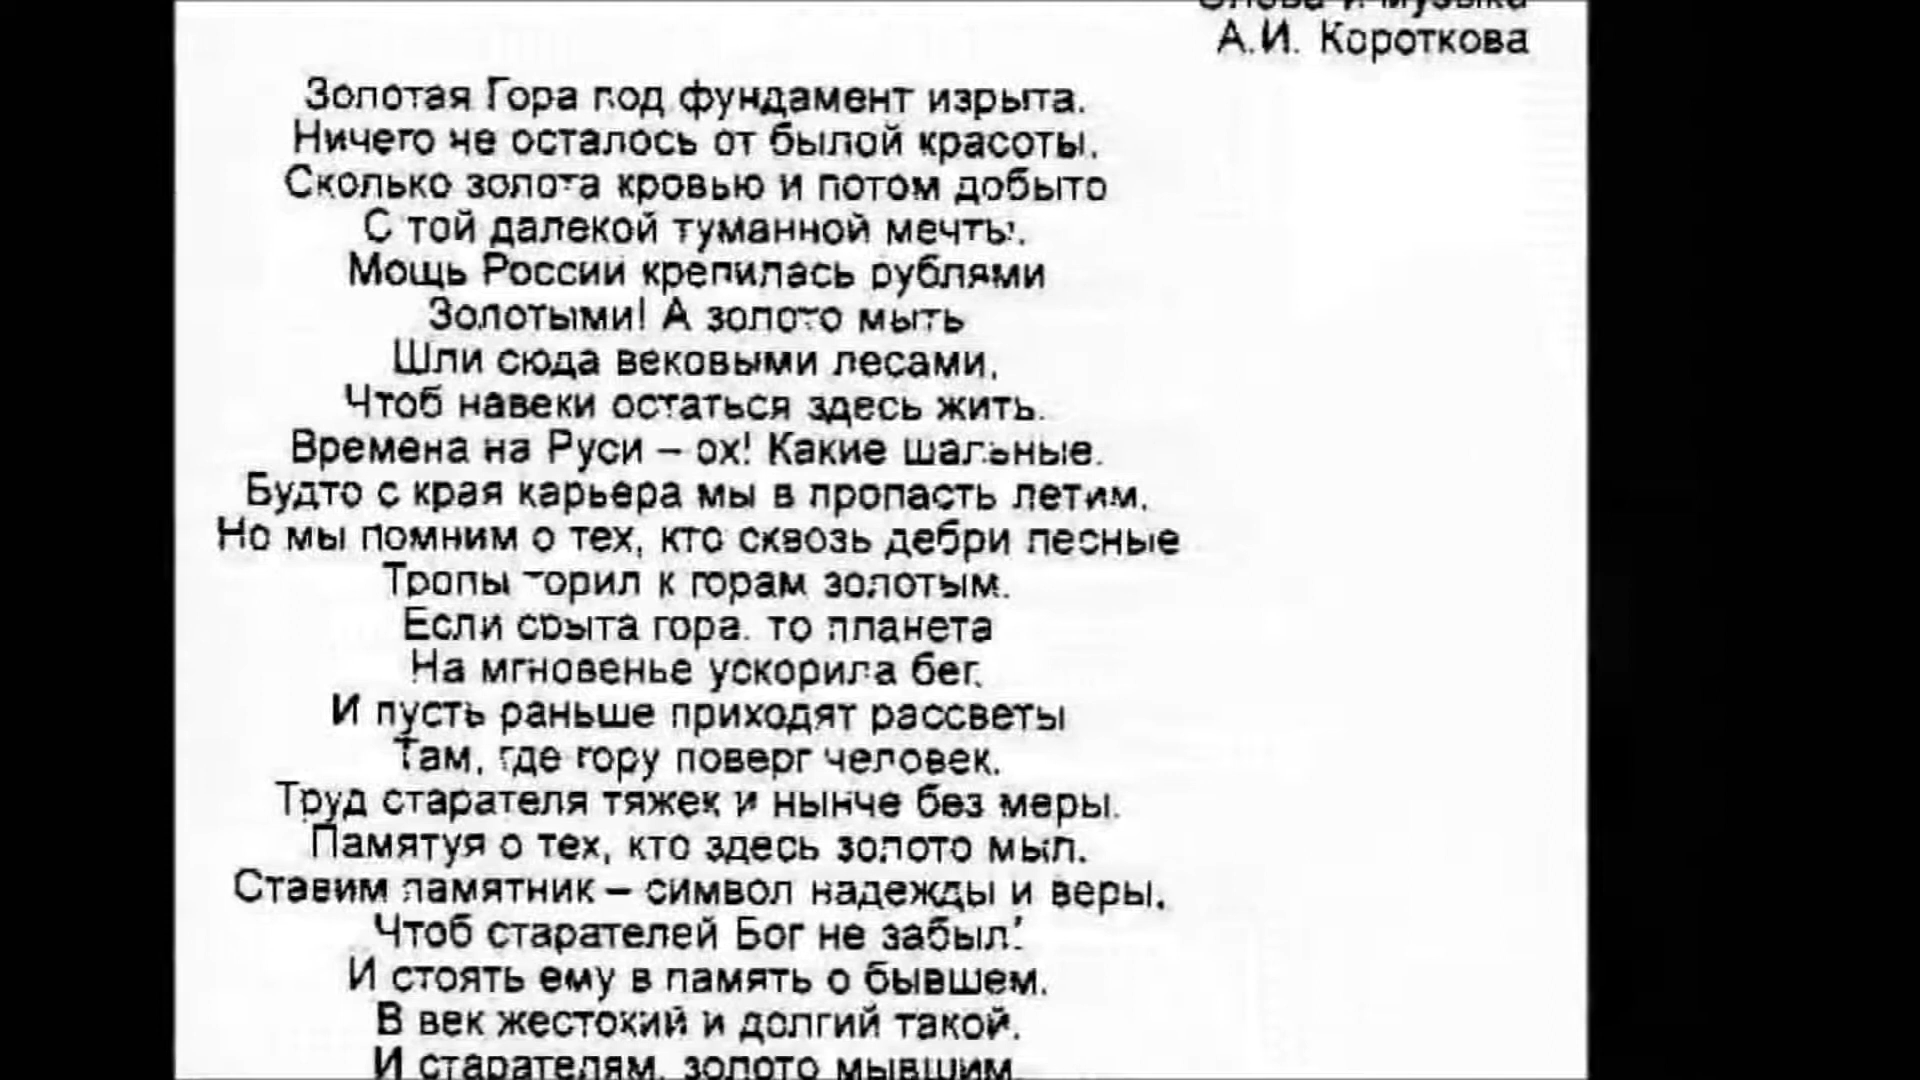 Слова и музыка
А.И. Короткова
Золотая Гора под фундамент изрыта.
Ничего не осталось от былой красоты.
Сколько золота кровью и потом добыто
С той далекой туманной мечты.
Мощь России крепилась рублями
Золотыми! А золото мыть
Шли сюда вековыми лесами,
Чтоб навеки остаться здесь жить.
Времена на Руси – ох! Какие шальные.
Будто с края карьера мы в пропасть летим.
Но мы помним о тех, кто сквозь дебри лесные
Тропы торил к горам золотым.
Если срыта гора, то планета
На мгновенье ускорила бег.
И пусть раньше приходят рассветы
Там, где гору поверг человек.
Труд старателя тяжек и нынче без меры.
Памятуя о тех, кто здесь золото мыл.
Ставим памятник – символ надежды и веры,
Чтоб старателей Бог не забыл!
И стоять ему в память о бывшем.
В век жестокий и долгий такой.
И старателям, золото мывшим,